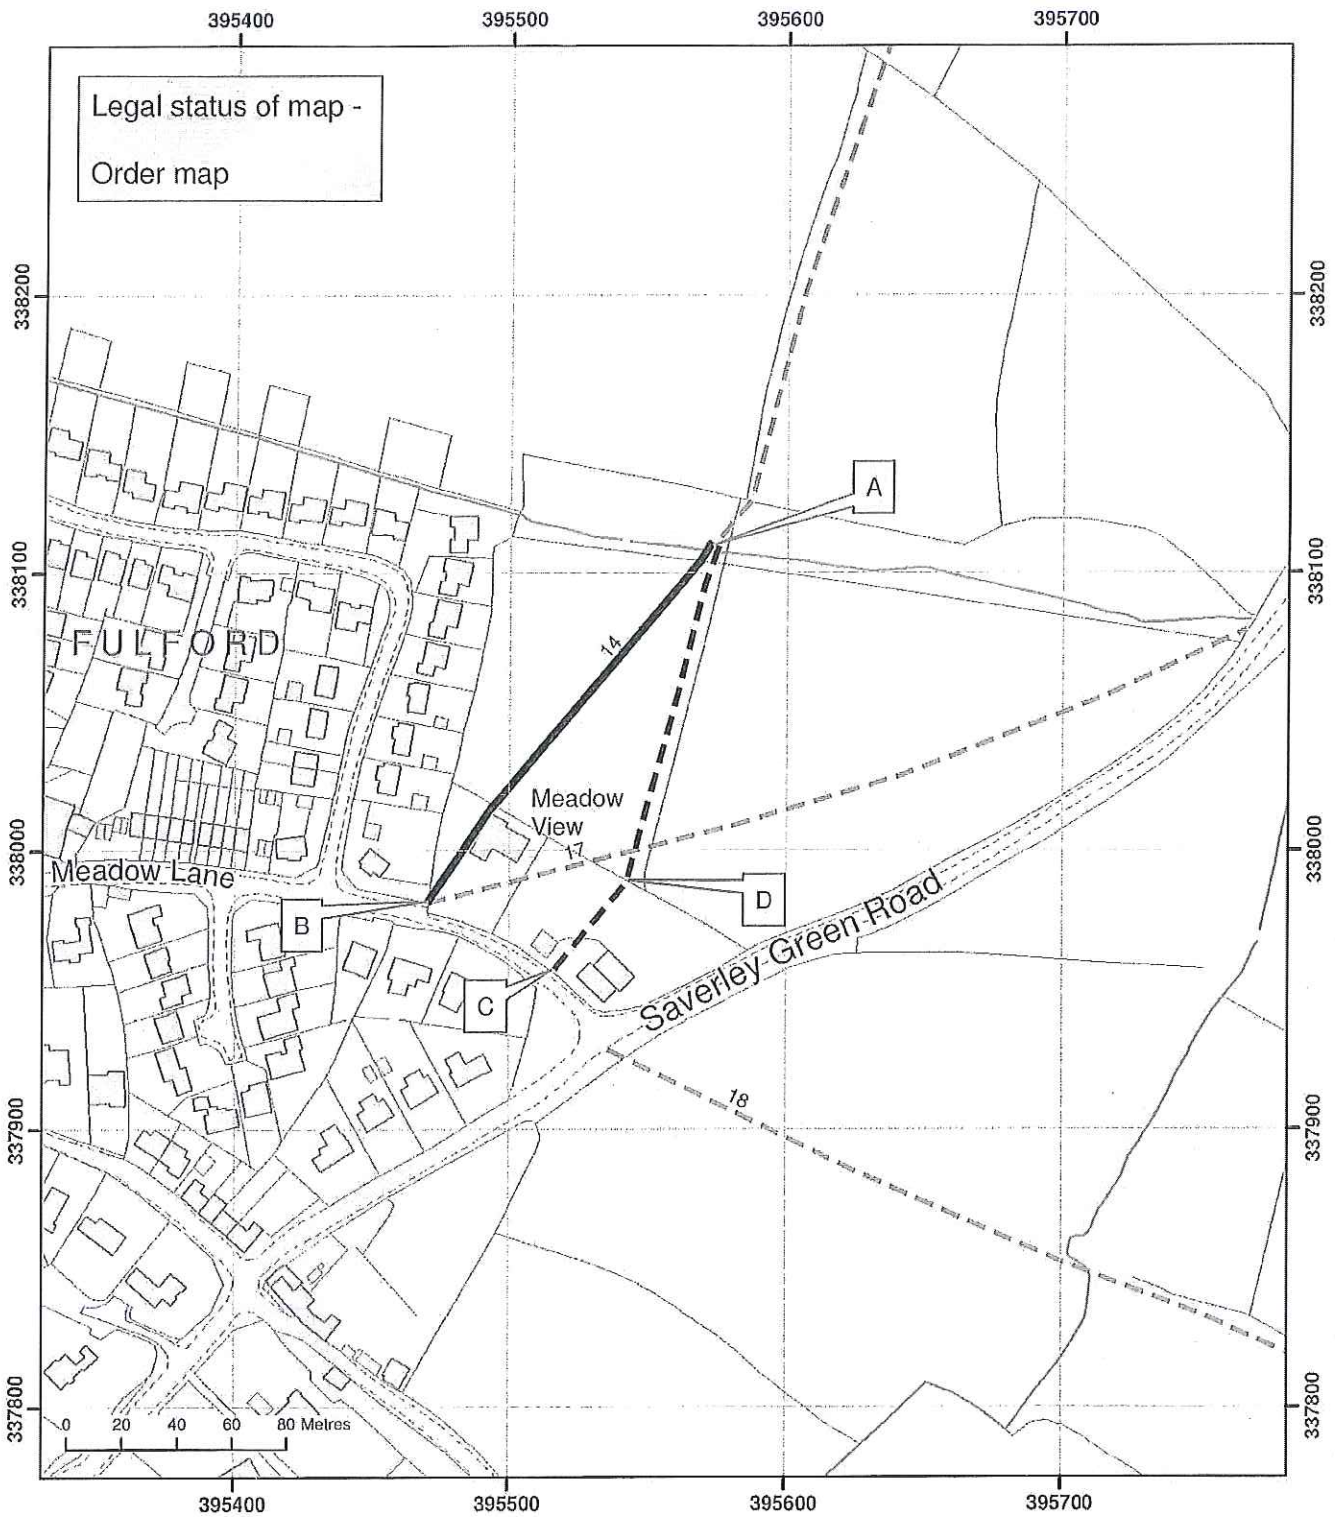 395400 395500 395600 395700
Legal status of map -
Order map
338200
338200
A
338100
338100
14
FULFORD
Meadow
View
17
338000
338000
Meadow Lane
B
D
C
Saverley Green Road
18
337900
337900
337800
337800
0 20 40 60 80 Metres
395400 395500 395600 395700